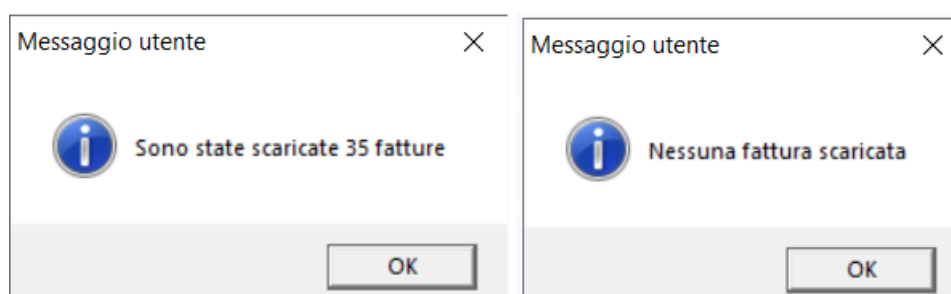 Messaggio utente
Sono state scaricate 35 fatture
OK
Messaggio utente
Nessuna fattura scaricata
OK